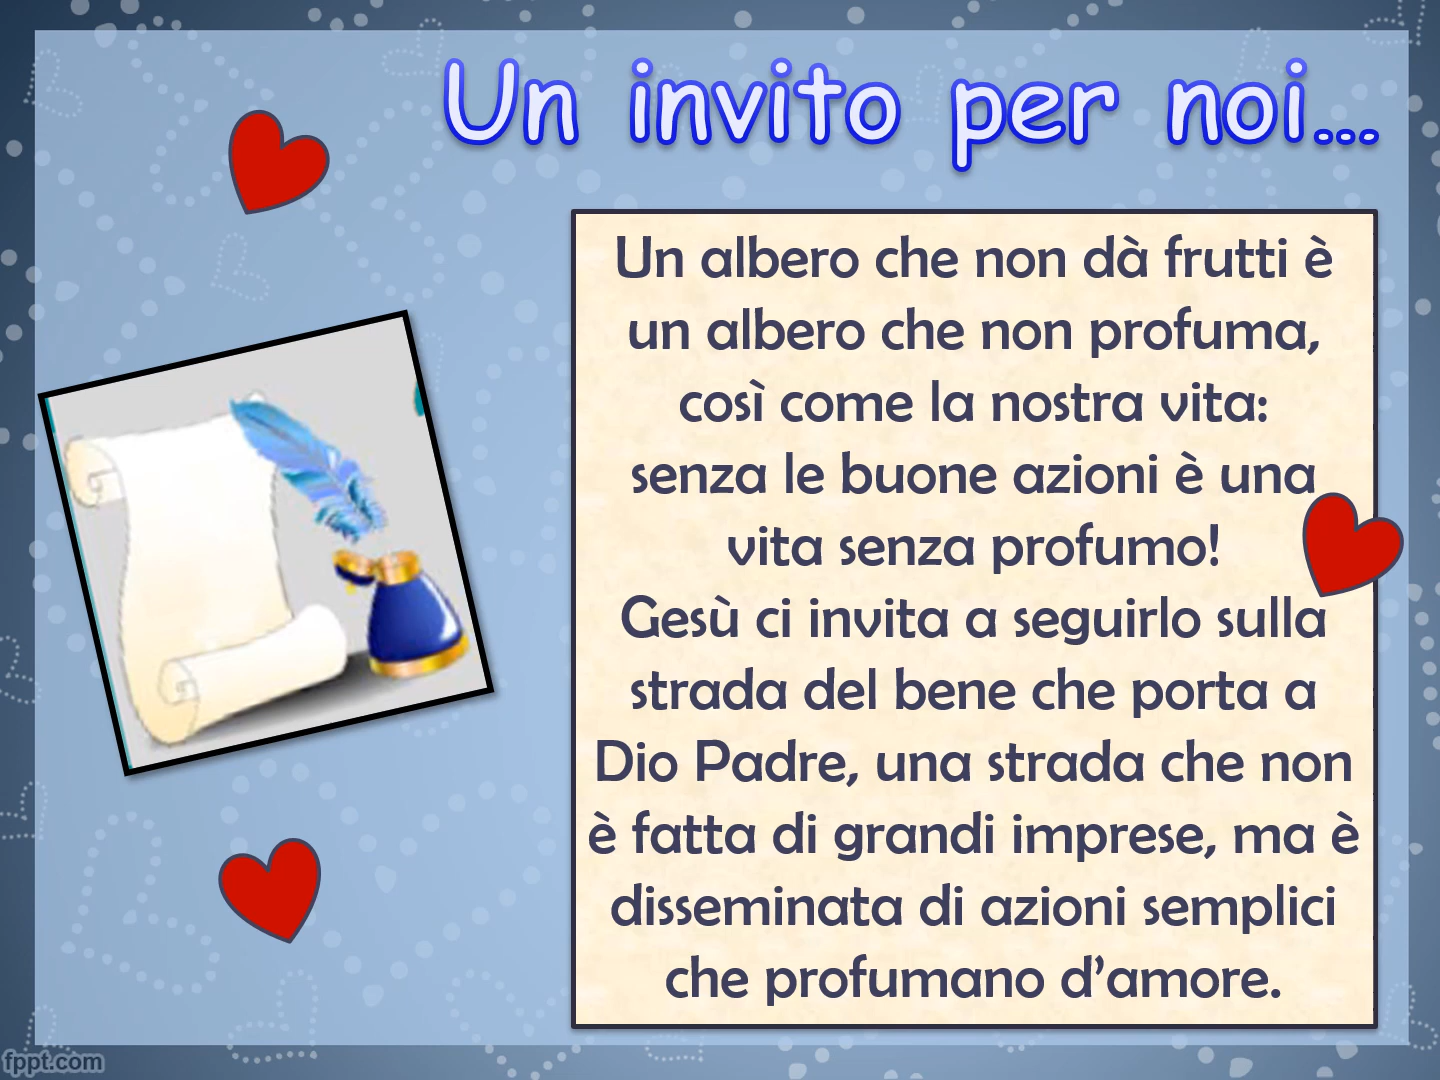 Un invito per noi...
Un albero che non dà frutti è
un albero che non profuma,
così come la nostra vita:
senza le buone azioni è una
vita senza profumo!
Gesù ci invita a seguirlo sulla
strada del bene che porta a
Dio Padre, una strada che non
è fatta di grandi imprese, ma è
disseminata di azioni semplici
che profumano d’amore.
fppt.com